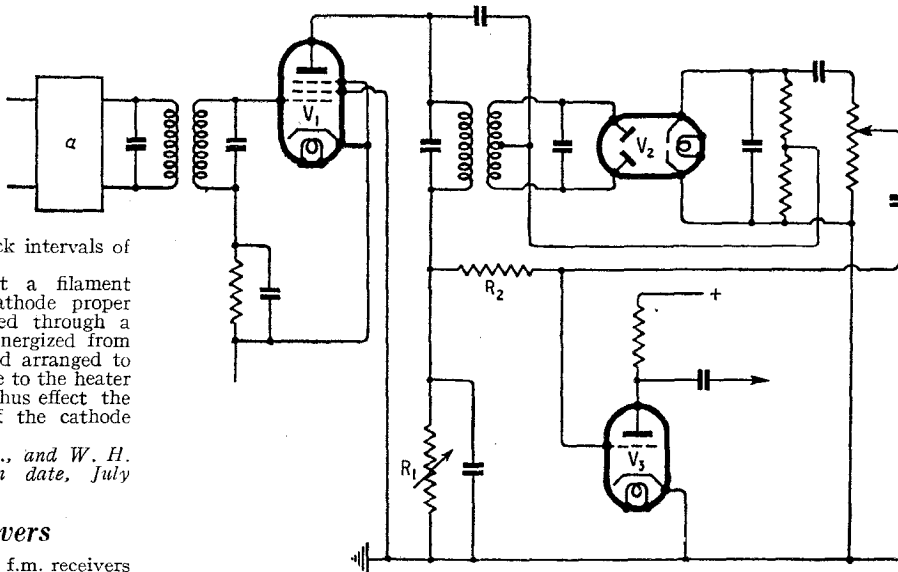 a
V1
V2
+
R2
R1
V3
ck intervals of
t a filament
athode proper
ed through a
nergized from
d arranged to
e to the heater
hus effect the
the cathode
., and W. H.
date, July
vers
f.m. receivers